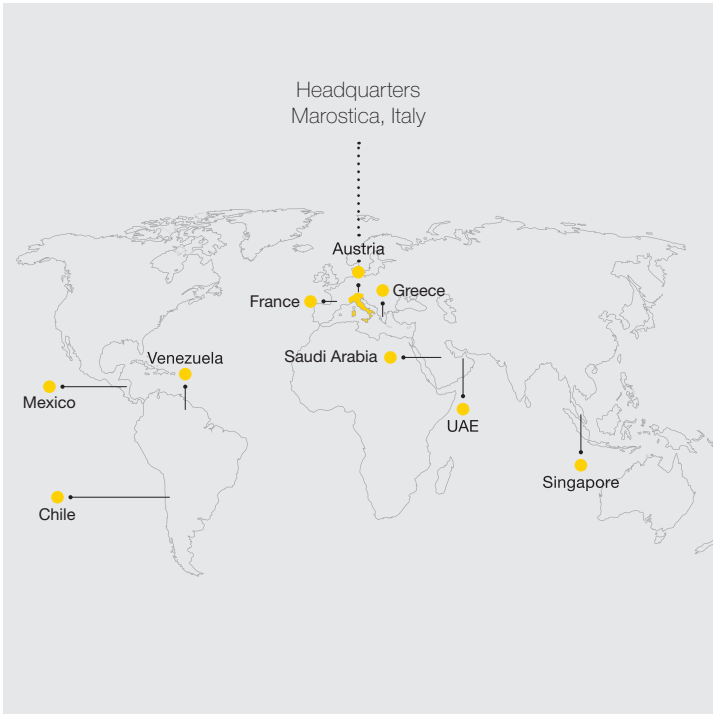 Headquarters
Marostica, Italy
Austria
Greece
France
Saudi Arabia
Venezuela
Mexico
UAE
Singapore
Chile